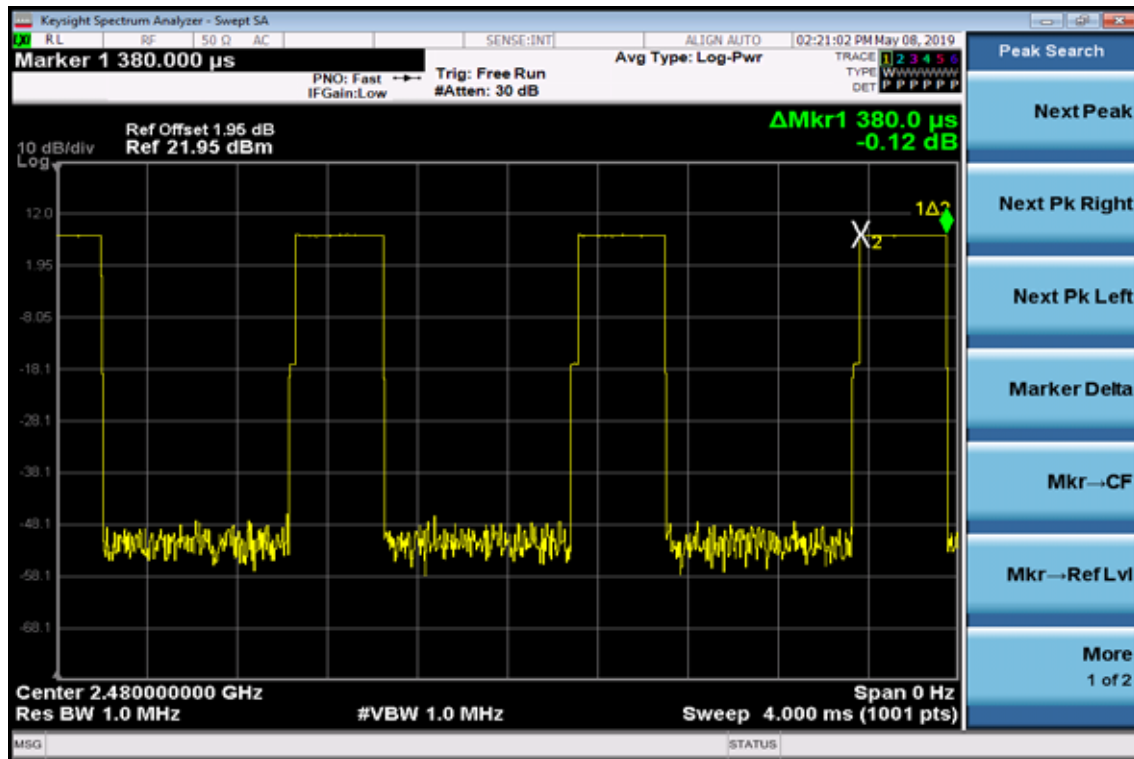 Keysight Spectrum Analyzer - Swept SA
RL RF 50 Ω AC SENSE:INT ALIGN AUTO 02:21:02 PM May 08, 2019
Marker 1 380.000 µs
PNO: Fast
IFGain:Low
Trig: Free Run
#Atten: 30 dB
Avg Type: Log-Pwr
TRACE 1 2 3 4 5 6
TYPE WWWWWW
DET P P P P P P
Peak Search
Ref Offset 1.95 dB
10 dB/div Ref 21.95 dBm
Log
ΔMkr1 380.0 µs
-0.12 dB
12.0
1.95
-8.05
-18.1
-28.1
-38.1
-48.1
-58.1
-68.1
1Δ2
X2
Center 2.480000000 GHz
Res BW 1.0 MHz
#VBW 1.0 MHz
Span 0 Hz
Sweep 4.000 ms (1001 pts)
Next Peak
Next Pk Right
Next Pk Left
Marker Delta
Mkr→CF
Mkr→Ref Lvl
More
1 of 2
MSG STATUS